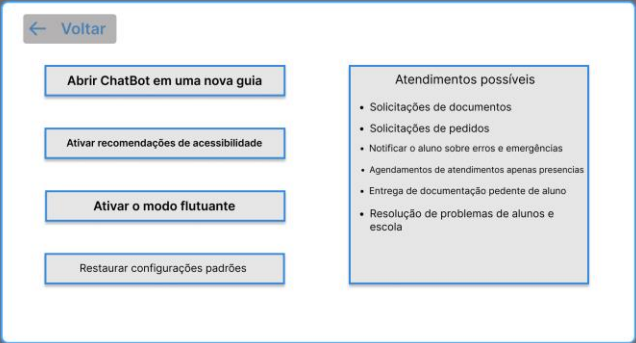 ← Voltar
Abrir ChatBot em uma nova guia
Ativar recomendações de acessibilidade
Ativar o modo flutuante
Restaurar configurações padrões
Atendimentos possíveis
• Solicitações de documentos
• Solicitações de pedidos
• Notificar o aluno sobre erros e emergências
• Agendamentos de atendimentos apenas presencias
• Entrega de documentação pedente de aluno
• Resolução de problemas de alunos e
escola